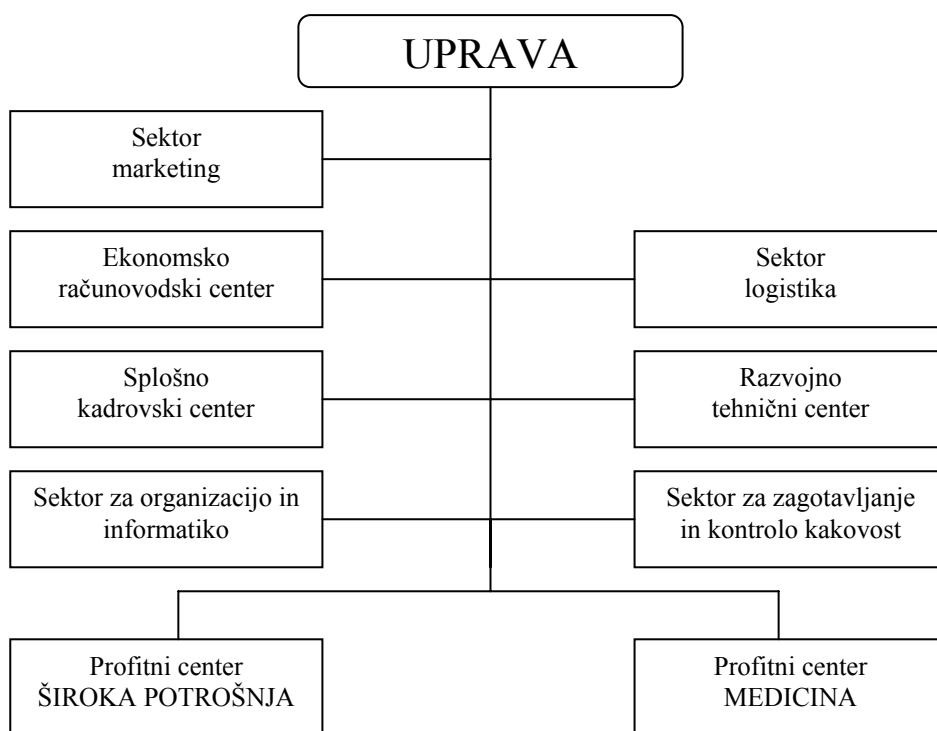 UPRAVA
Sektor
marketing
Ekonomsko
računovodski center
Sektor
logistika
Splošno
kadrovski center
Razvojno
tehnični center
Sektor za organizacijo in
informatiko
Sektor za zagotavljanje
in kontrolo kakovost
Profitni center
ŠIROKA POTROŠNJA
Profitni center
MEDICINA